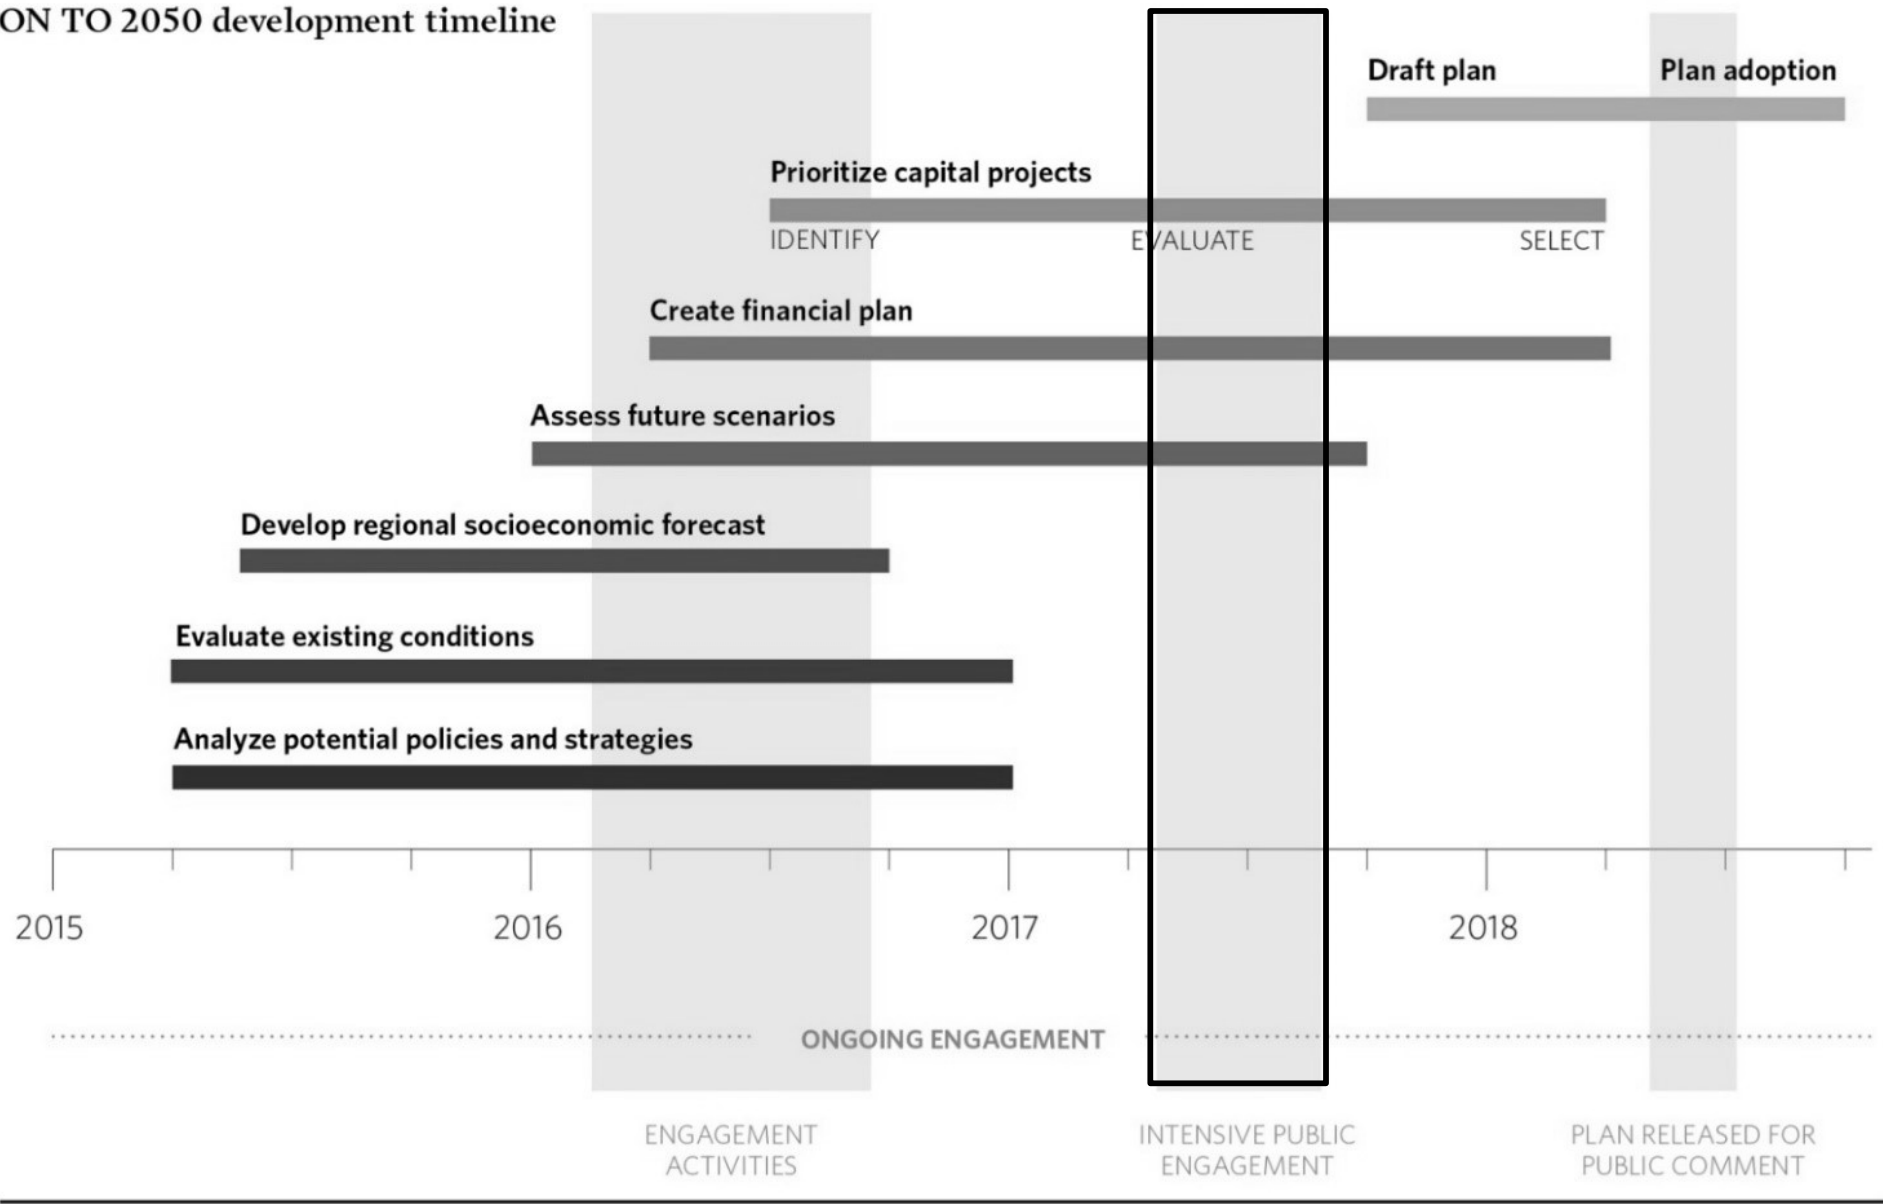 ON TO 2050 development timeline
Draft plan
Plan adoption
Prioritize capital projects
IDENTIFY
EVALUATE
SELECT
Create financial plan
Assess future scenarios
Develop regional socioeconomic forecast
Evaluate existing conditions
Analyze potential policies and strategies
2015
2016
2017
2018
ONGOING ENGAGEMENT
ENGAGEMENT
ACTIVITIES
INTENSIVE PUBLIC
ENGAGEMENT
PLAN RELEASED FOR
PUBLIC COMMENT